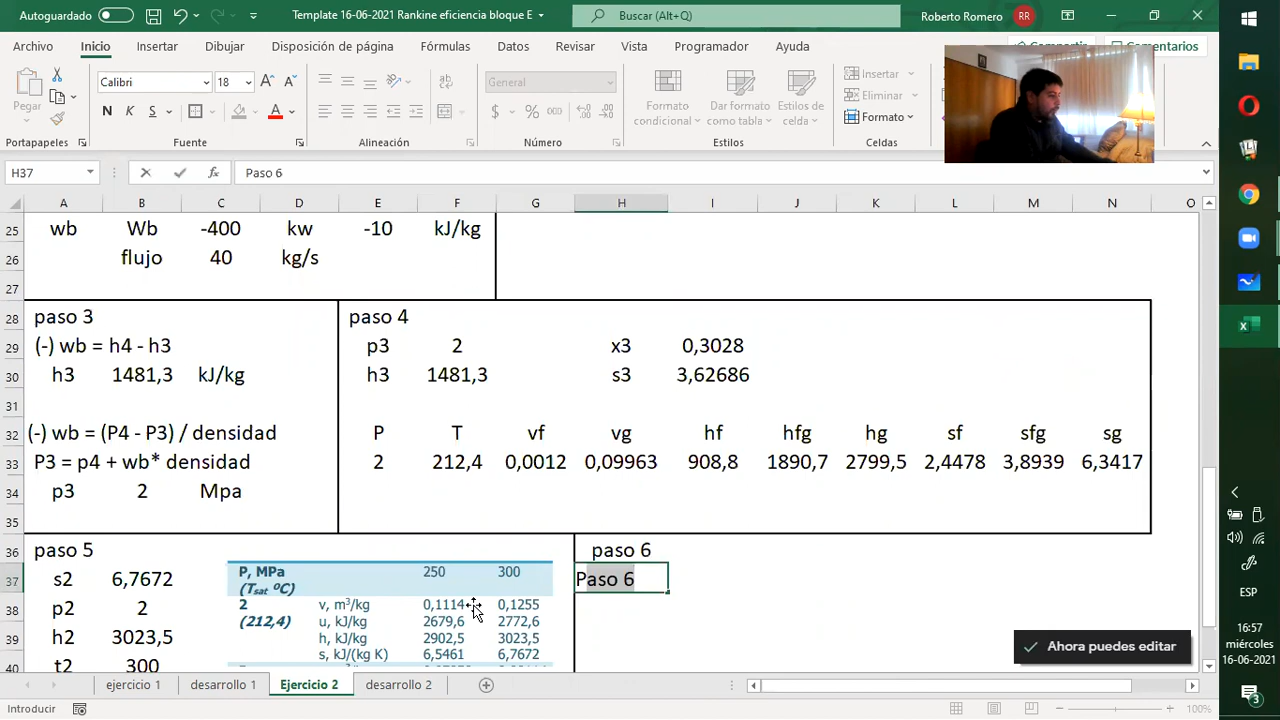 Autoguardado
Template 16-06-2021 Rankine eficiencia bloque E
Buscar (Alt+Q)
Roberto Romero
RR
Archivo Inicio Insertar Dibujar Disposición de página Fórmulas Datos Revisar Vista Programador Ayuda
Compartir Comentarios
Pegar
Calibri 18
N K S
General
Formato condicional
Dar formato como tabla
Estilos de celda
Insertar
Eliminar
Formato
Portapapeles Fuente Alineación Número Estilos Celdas
H37 Paso 6
A B C D E F G H I J K L M N O
25 wb Wb -400 kw -10 kJ/kg
26 flujo 40 kg/s
27
28 paso 3 paso 4
29 (-) wb = h4 - h3 p3 2 x3 0,3028
30 h3 1481,3 kJ/kg h3 1481,3 s3 3,62686
31
32 (-) wb = (P4 - P3) / densidad P T vf vg hf hfg hg sf sfg sg
33 P3 = p4 + wb* densidad 2 212,4 0,0012 0,09963 908,8 1890,7 2799,5 2,4478 3,8939 6,3417
34 p3 2 Mpa
35
36 paso 5 paso 6
37 s2 6,7672 Paso 6
38 p2 2
39 h2 3023,5
40 t2 300
P, MPa 250 300
(Tsat ºC)
2 v, m³/kg 0,1114 0,1255
(212,4) u, kJ/kg 2679,6 2772,6
h, kJ/kg 2902,5 3023,5
s, kJ/(kg K) 6,5461 6,7672
Ahora puedes editar
ejercicio 1 desarrollo 1 Ejercicio 2 desarrollo 2
Introducir
100%
ESP
16:57
miércoles
16-06-2021
3